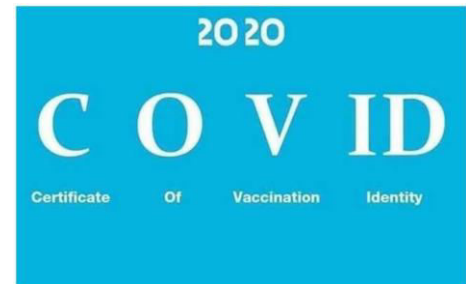 2020
C O V ID
Certificate Of Vaccination Identity